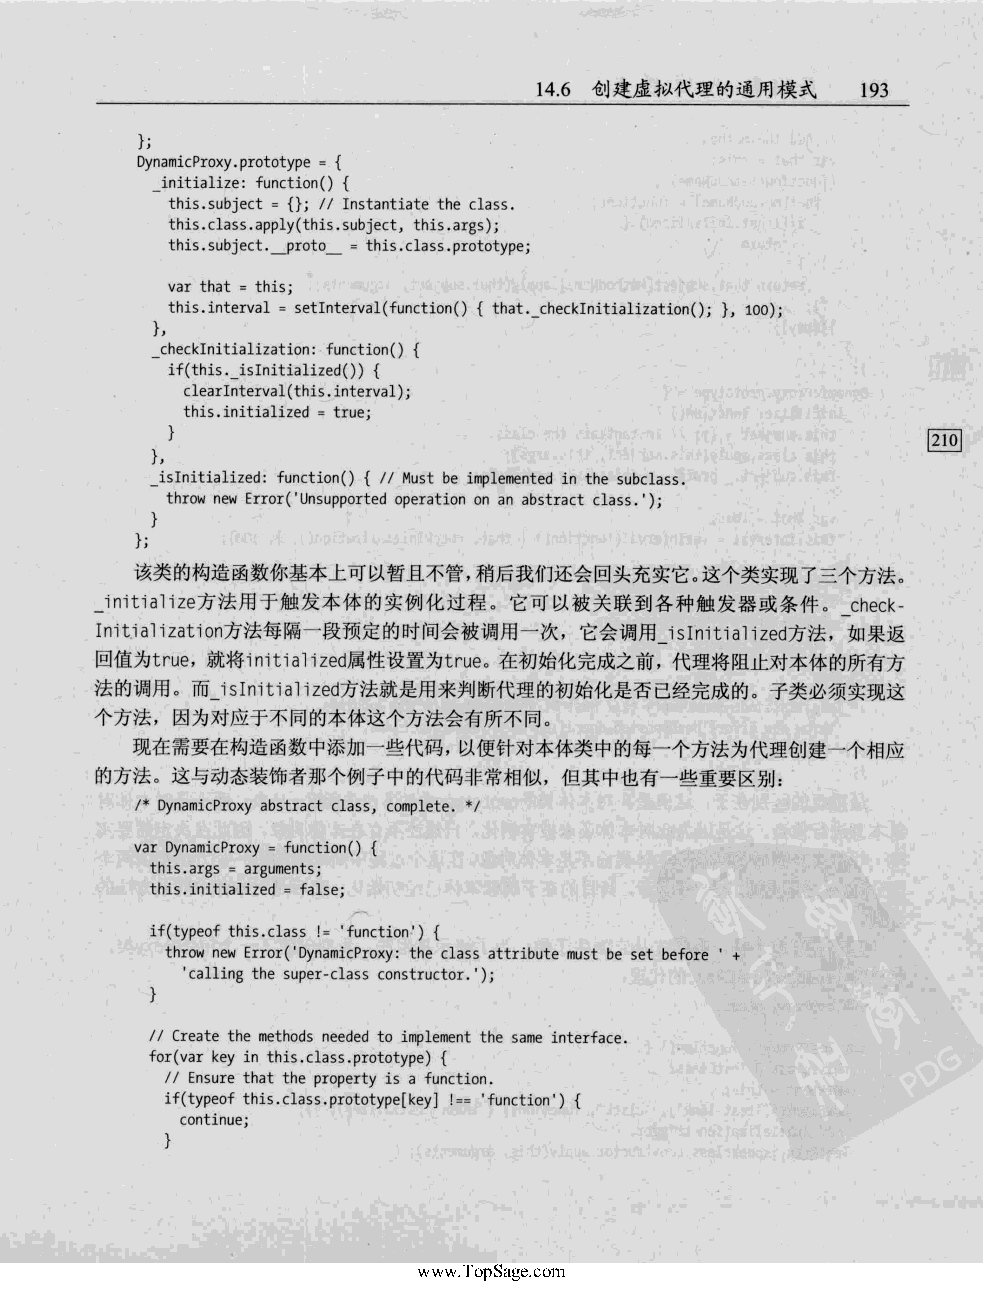 14.6 创建虚拟代理的通用模式 193
};
DynamicProxy.prototype = {
_initialize: function() {
this.subject = {}; // Instantiate the class.
this.class.apply(this.subject, this.args);
this.subject.__proto__ = this.class.prototype;
var that = this;
this.interval = setInterval(function() { that._checkInitialization(); }, 100);
},
_checkInitialization: function() {
if(this._isInitialized()) {
clearInterval(this.interval);
this.initialized = true;
}
},
210
_isInitialized: function() { // Must be implemented in the subclass.
throw new Error('Unsupported operation on an abstract class.');
}
};
该类的构造函数你基本上可以暂且不管，稍后我们还会回头充实它。这个类实现了三个方法。
_initialize方法用于触发本体的实例化过程。它可以被关联到各种触发器或条件。_check-
Initialization方法每隔一段预定的时间会被调用一次，它会调用_isInitialized方法，如果返
回值为true，就将initialized属性设置为true。在初始化完成之前，代理将阻止对本体的所有方
法的调用。而_isInitialized方法就是用来判断代理的初始化是否已经完成的。子类必须实现这
个方法，因为对应于不同的本体这个方法会有所不同。
现在需要在构造函数中添加一些代码，以便针对本体类中的每一个方法为代理创建一个相应
的方法。这与动态装饰者那个例子中的代码非常相似，但其中也有一些重要区别：
/* DynamicProxy abstract class, complete. */
var DynamicProxy = function() {
this.args = arguments;
this.initialized = false;
if(typeof this.class != 'function') {
throw new Error('DynamicProxy: the class attribute must be set before ' +
'calling the super-class constructor.');
}
// Create the methods needed to implement the same interface.
for(var key in this.class.prototype) {
// Ensure that the property is a function.
if(typeof this.class.prototype[key] !== 'function') {
continue;
}
PDG
www.TopSage.com